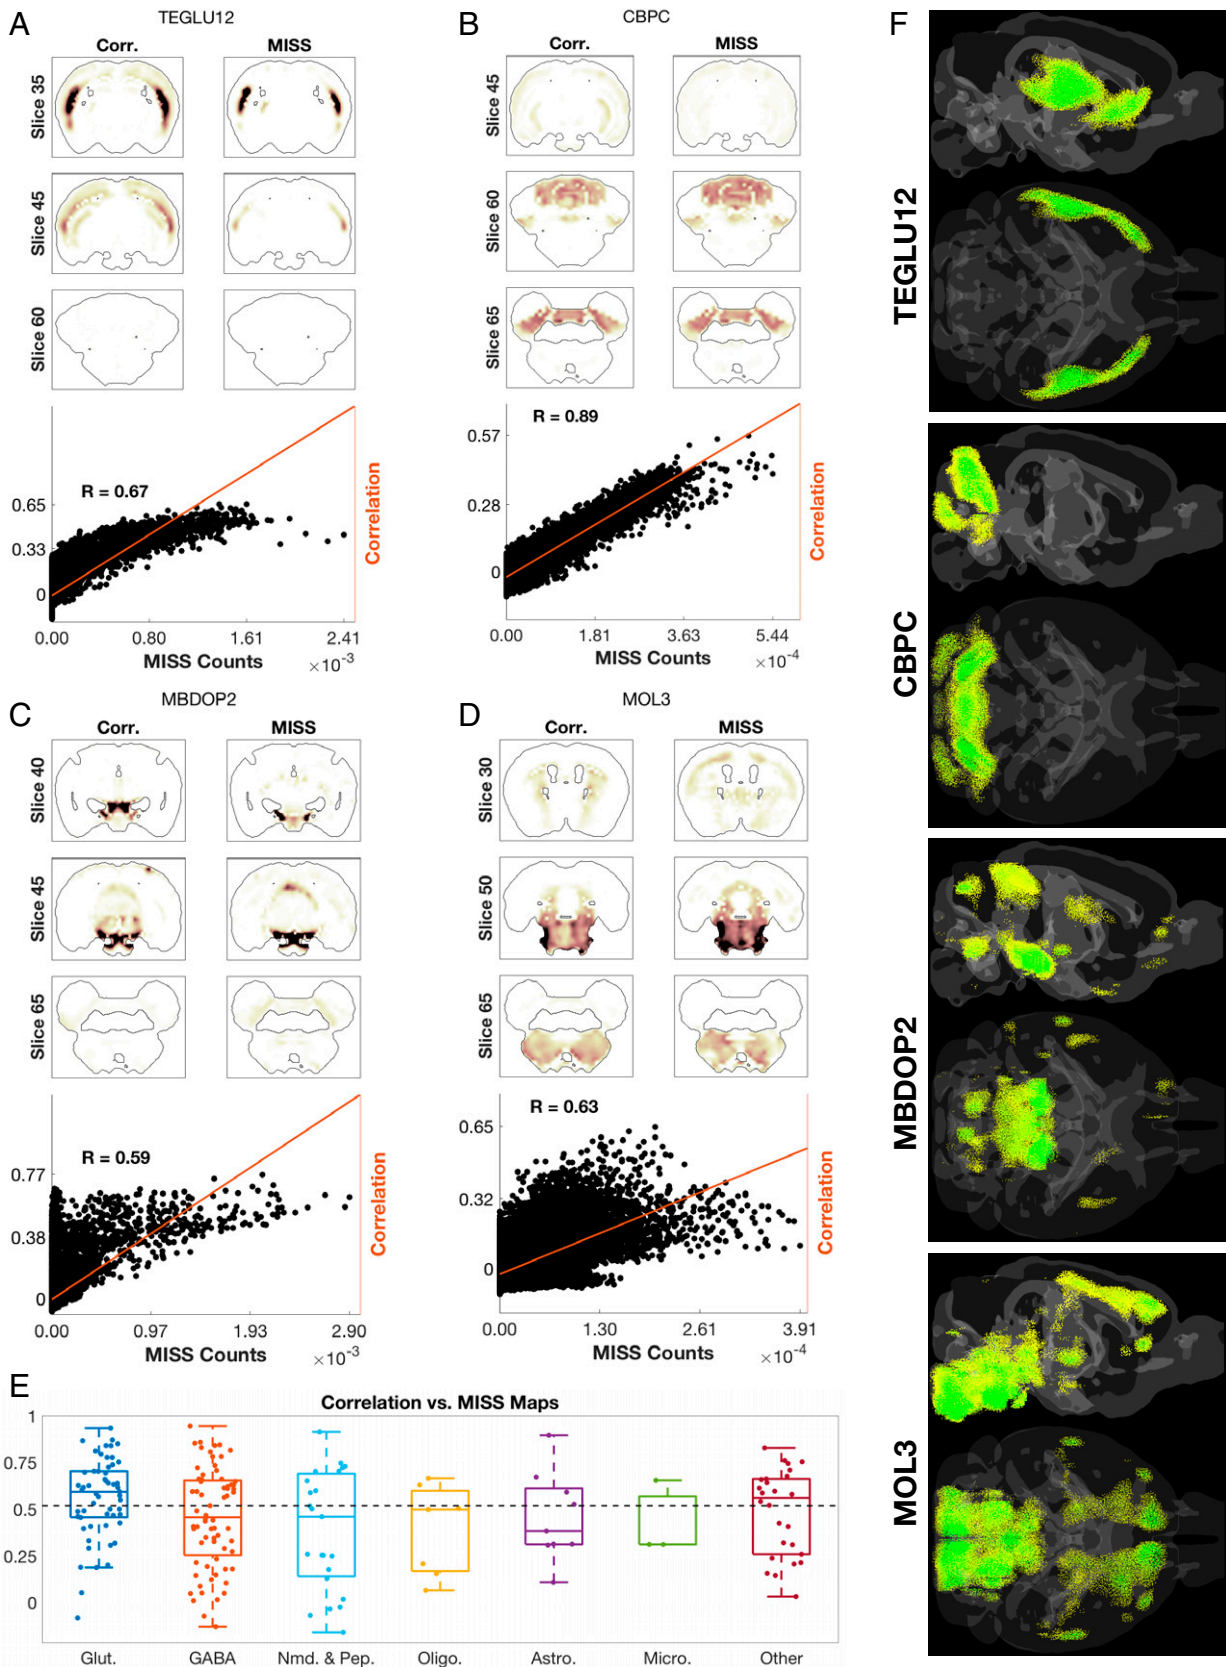 A
TEGLU12
Corr.
MISS
Slice 35
Slice 45
Slice 60
R = 0.67
0.65
0.33
0
0.00
0.80
1.61
2.41
MISS Counts
×10⁻³
Correlation
B
CBPC
Slice 45
Slice 60
Slice 65
R = 0.89
0.57
0.28
0
0.00
1.81
3.63
5.44
MISS Counts
×10⁻⁴
Correlation
C
MBDOP2
Corr.
MISS
Slice 40
Slice 45
Slice 65
R = 0.59
0.77
0.38
0
0.00
0.97
1.93
2.90
MISS Counts
×10⁻³
Correlation
D
MOL3
Corr.
MISS
Slice 30
Slice 50
Slice 65
R = 0.63
0.65
0.32
0
0.00
1.30
2.61
3.91
MISS Counts
×10⁻⁴
Correlation
E
Correlation vs. MISS Maps
1
0.75
0.5
0.25
0
Glut.
GABA
Nmd. & Pep.
Oligo.
Astro.
Micro.
Other
F
TEGLU12
CBPC
MBDOP2
MOL3